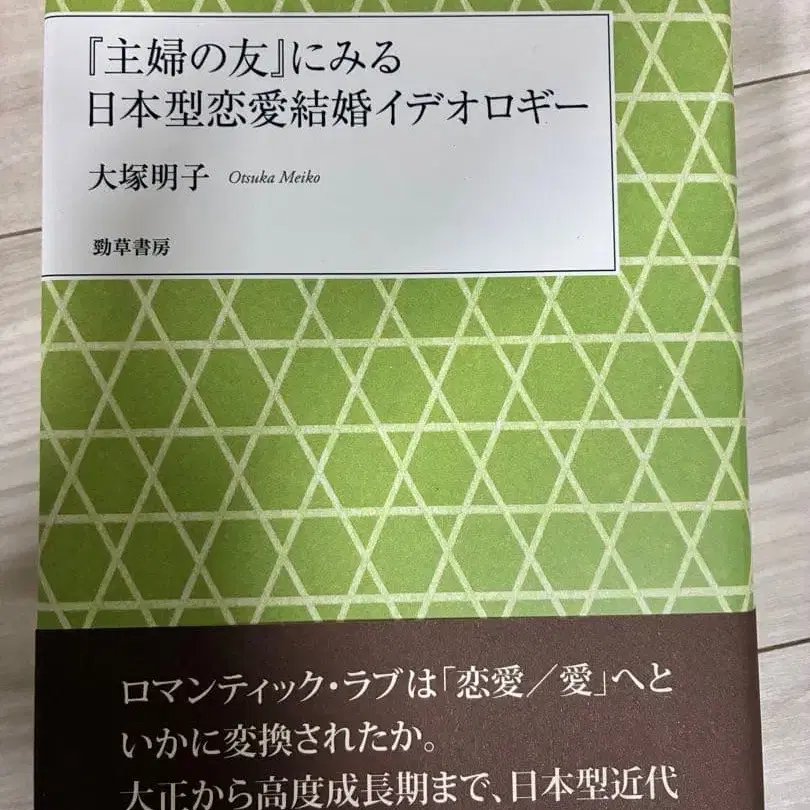 『主婦の友』にみる
日本型恋愛結婚イデオロギー
大塚明子 Otsuka Meiko
勁草書房
ロマンティック・ラブは「恋愛／愛」へと
いかに変換されたか。
大正から高度成長期まで、日本型近代